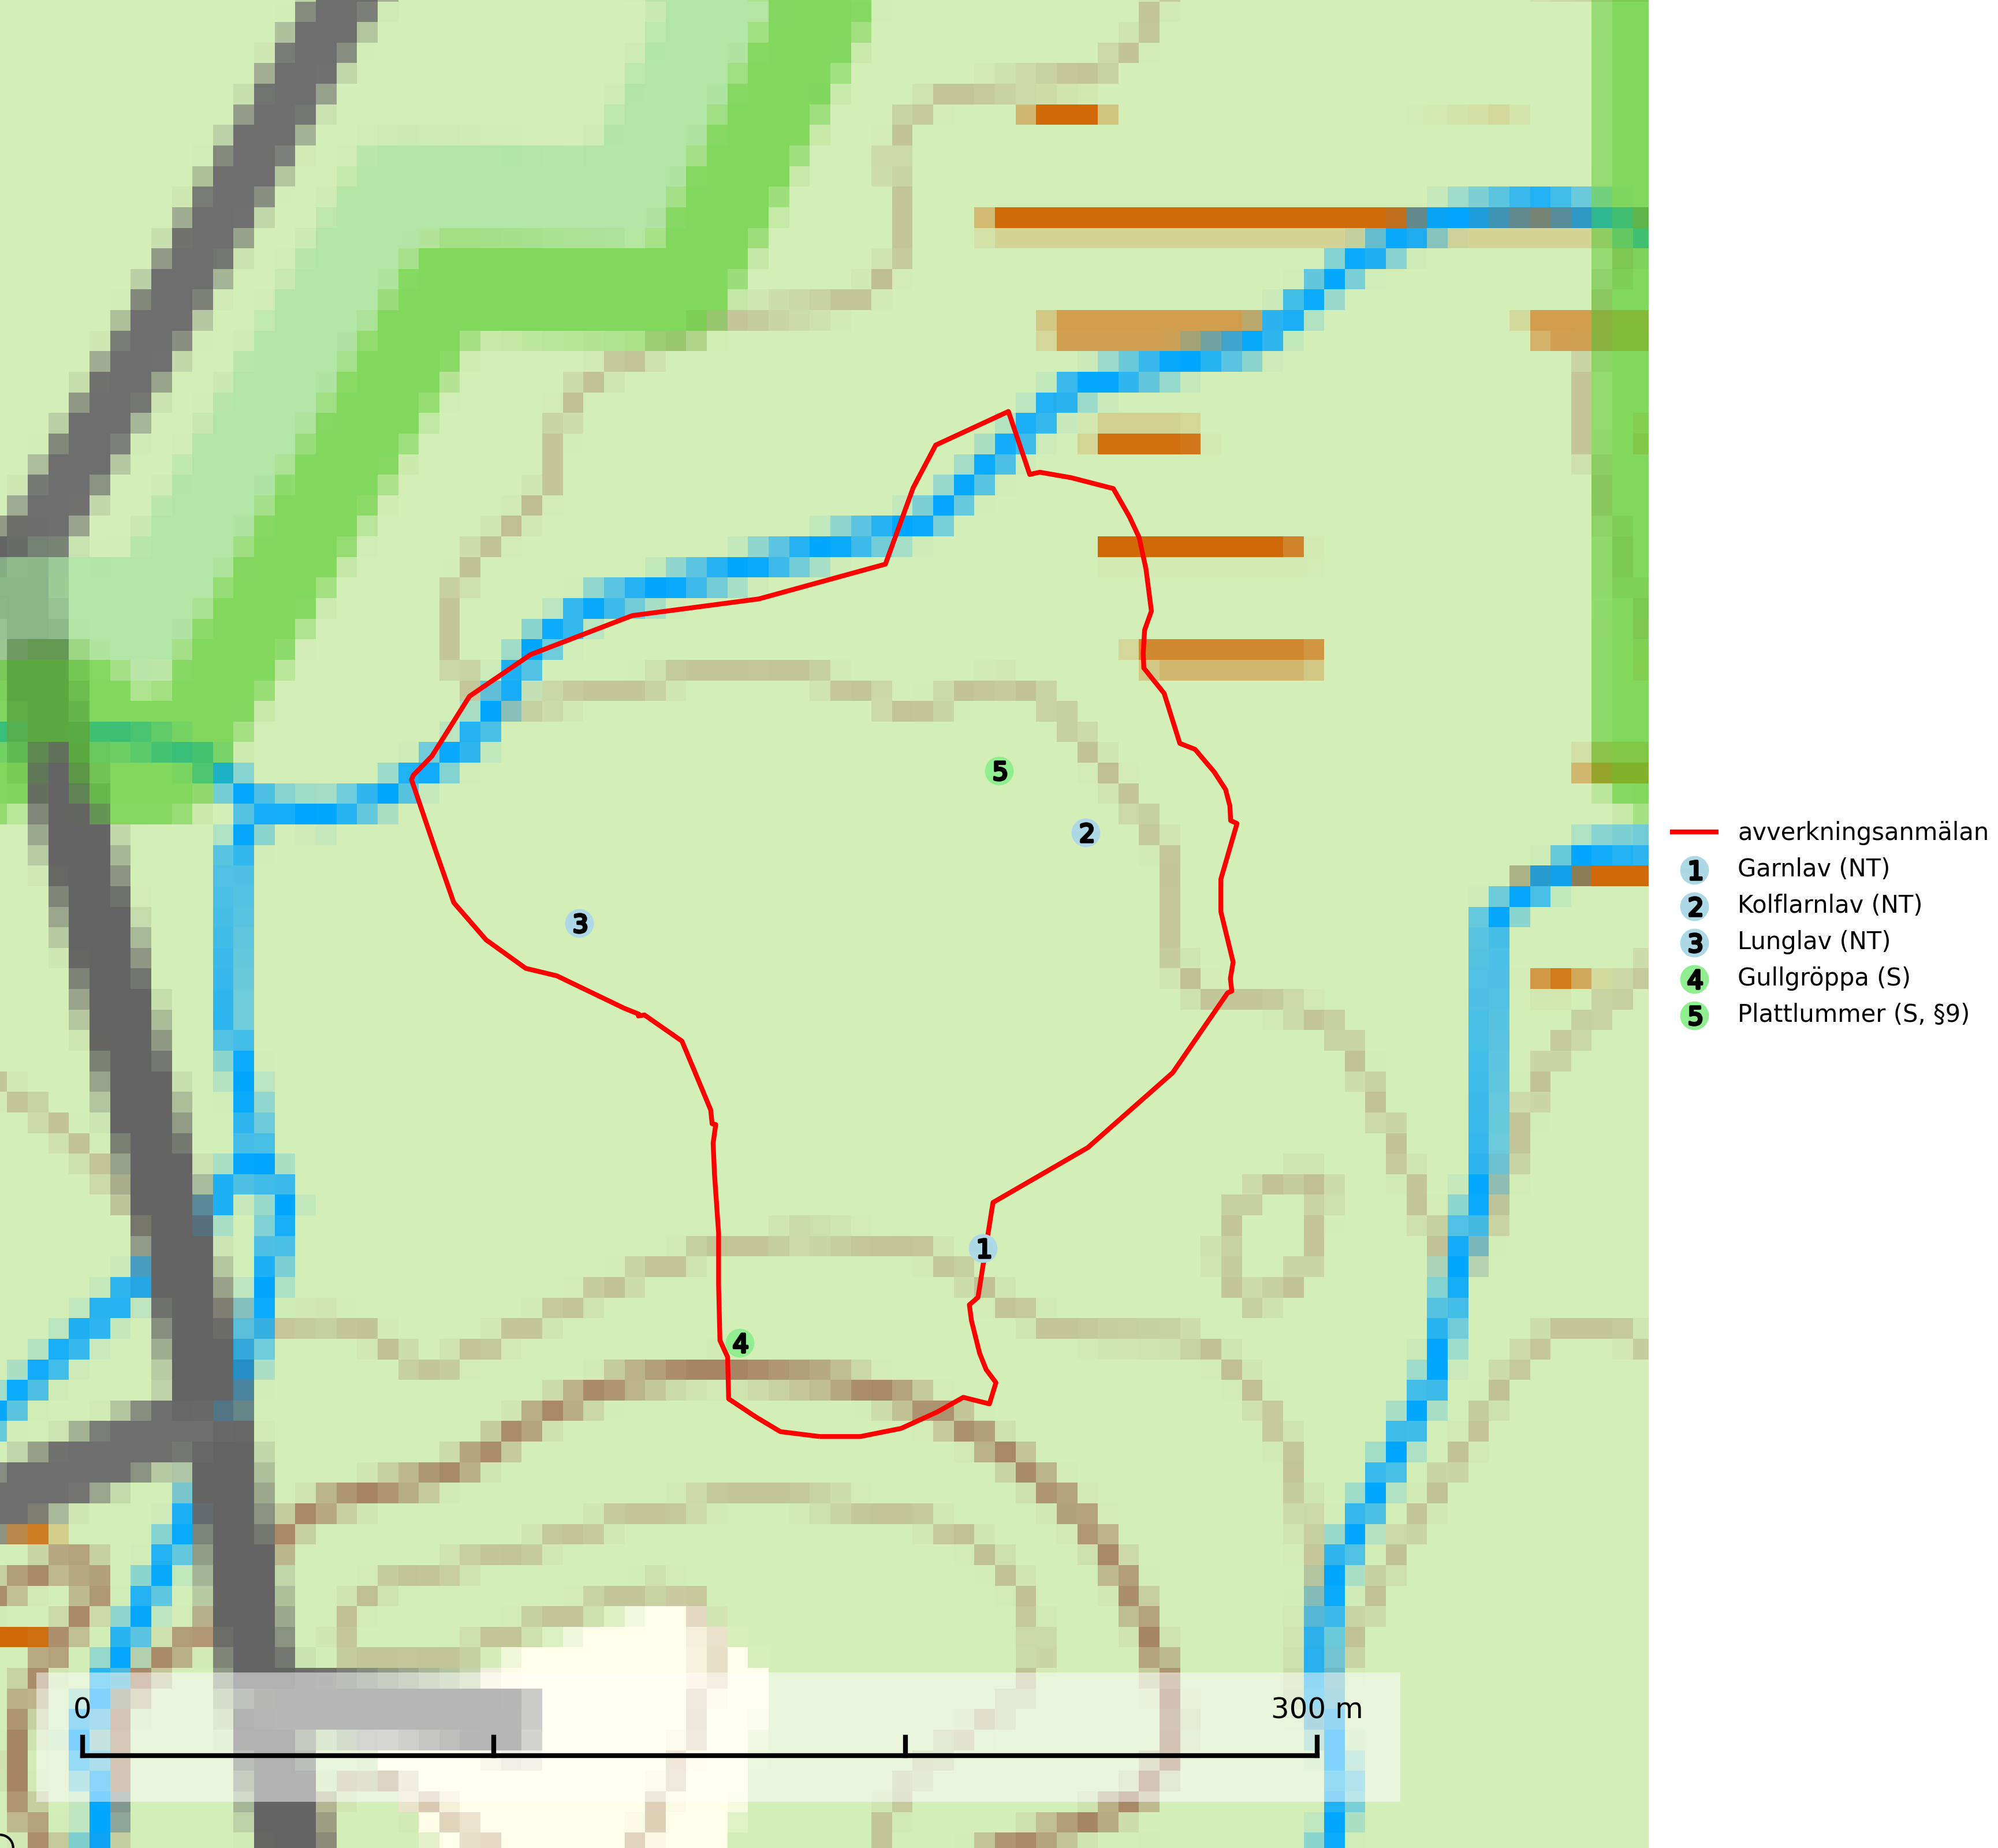 5
2
3
1
4
avverkningsanmälan
1 Garnlav (NT)
2 Kolflarnlav (NT)
3 Lunglav (NT)
4 Gullgröppa (S)
5 Plattlummer (S, §9)
0 300 m